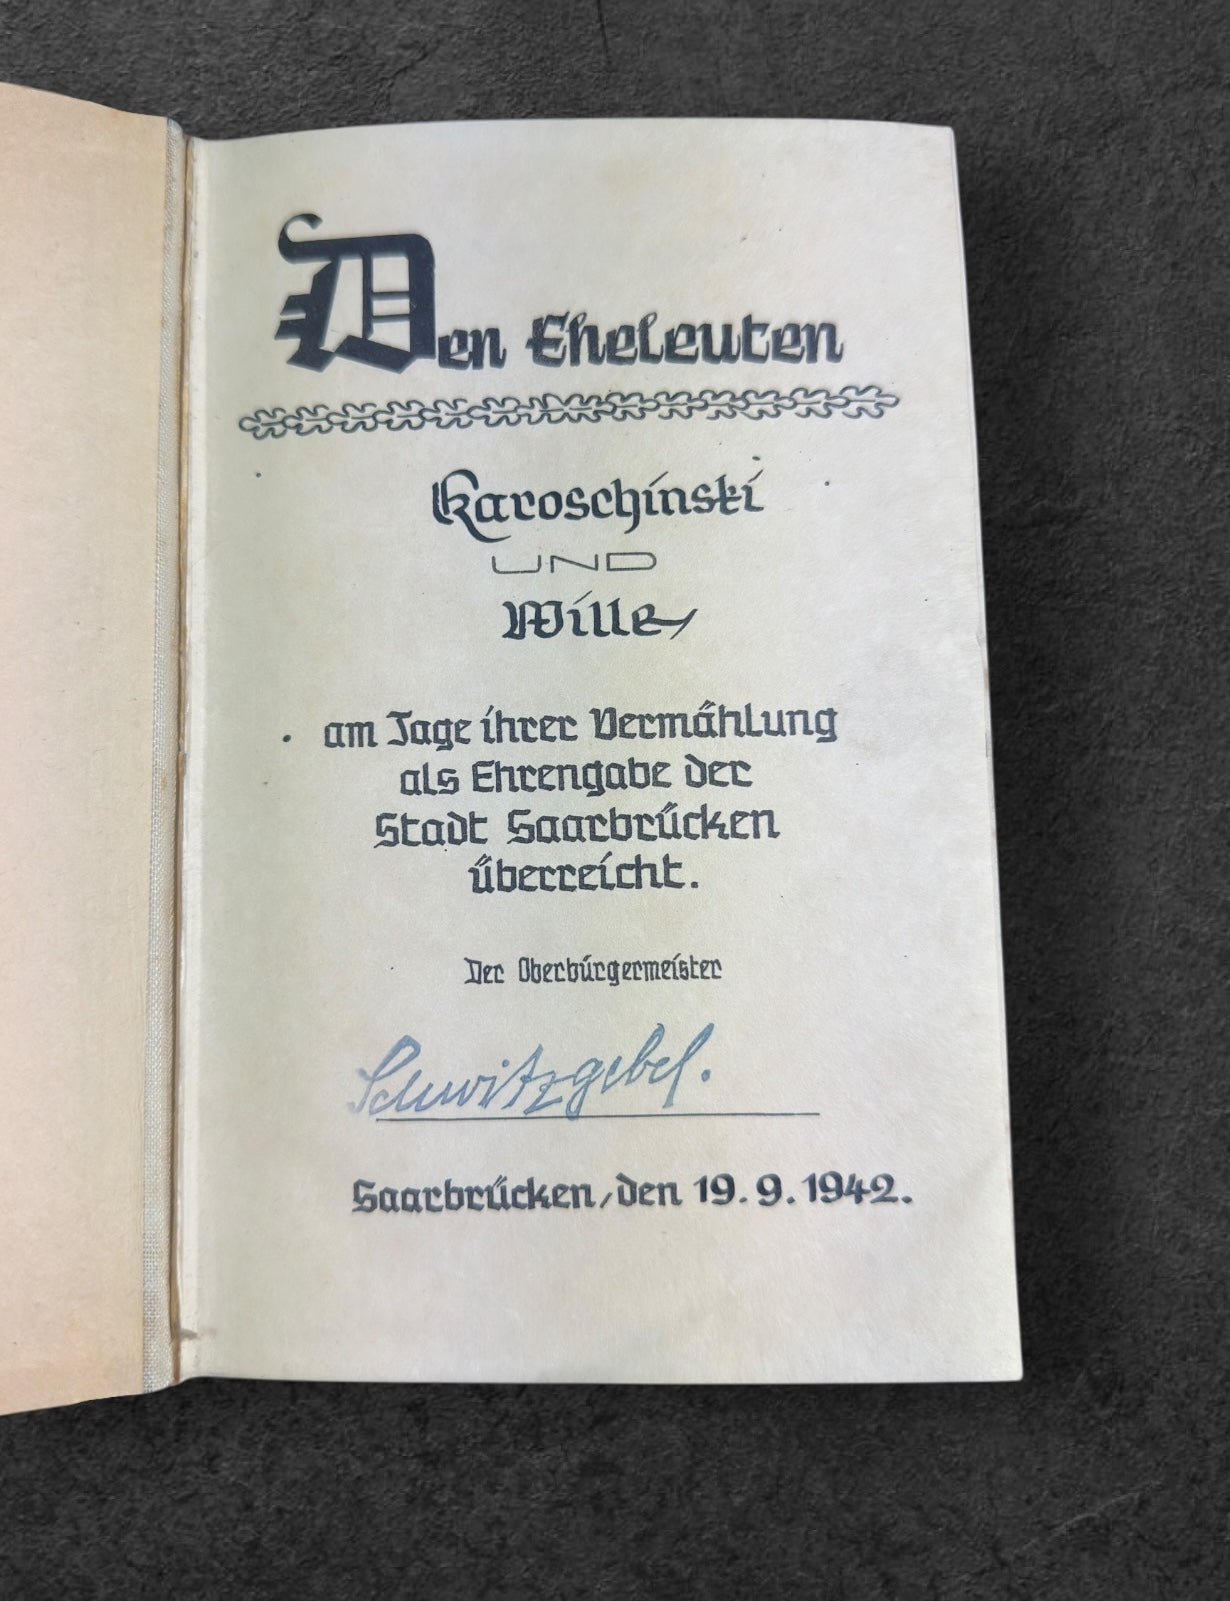 Den Eheleuten
Karoschinski
UND
Wille
am Tage ihrer Vermählung
als Ehrengabe der
Stadt Saarbrücken
überreicht.
Der Oberbürgermeister
Schwitzgebel.
Saarbrücken, den 19.9.1942.